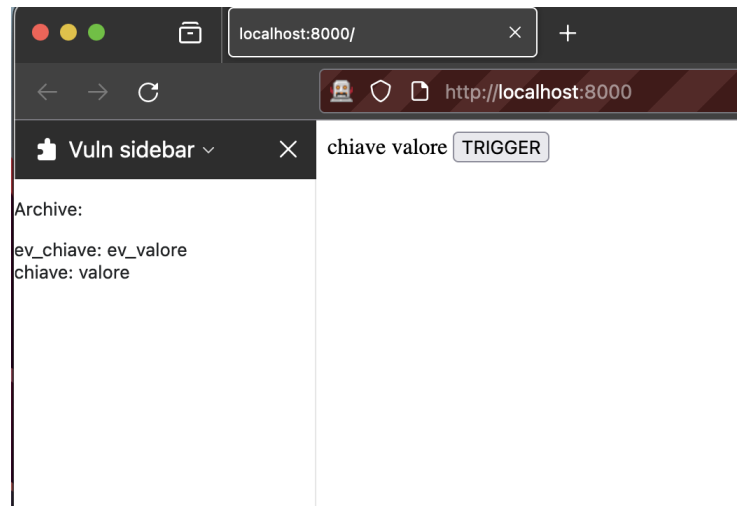 localhost:8000/
http://localhost:8000
Vuln sidebar
Archive:
ev_chiave: ev_valore
chiave: valore
chiave valore TRIGGER